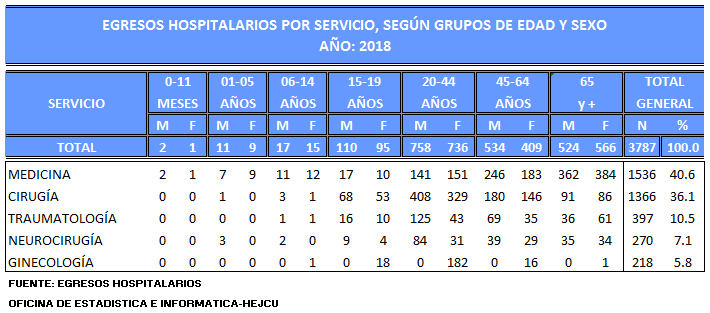 EGRESOS HOSPITALARIOS POR SERVICIO, SEGÚN GRUPOS DE EDAD Y SEXO
AÑO: 2018
SERVICIO 0-11 MESES 01-05 AÑOS 06-14 AÑOS 15-19 AÑOS 20-44 AÑOS 45-64 AÑOS 65 y + TOTAL GENERAL
M F M F M F M F M F M F M F N %
TOTAL 2 1 11 9 17 15 110 95 758 736 534 409 524 566 3787 100.0
MEDICINA 2 1 7 9 11 12 17 10 141 151 246 183 362 384 1536 40.6
CIRUGÍA 0 0 1 0 3 1 68 53 408 329 180 146 91 86 1366 36.1
TRAUMATOLOGÍA 0 0 0 0 1 1 16 10 125 43 69 35 36 61 397 10.5
NEUROCIRUGÍA 0 0 3 0 2 0 9 4 84 31 39 29 35 34 270 7.1
GINECOLOGÍA 0 0 0 0 0 1 0 18 0 182 0 16 0 1 218 5.8
FUENTE: EGRESOS HOSPITALARIOS
OFICINA DE ESTADISTICA E INFORMATICA-HEJCU